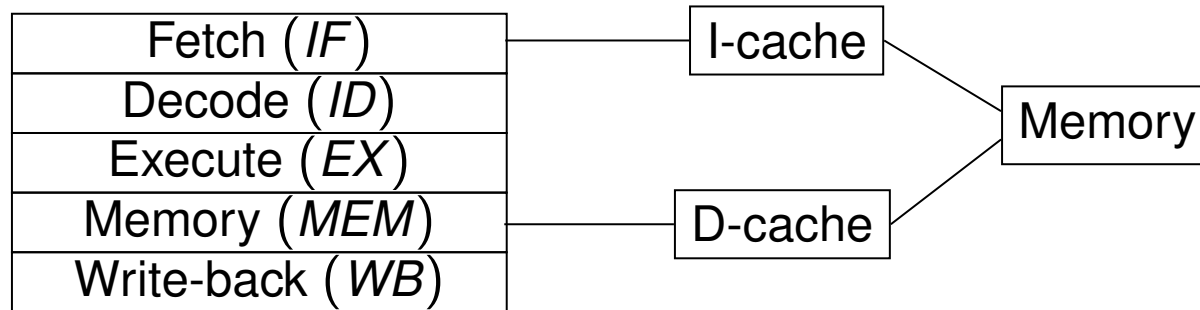 Fetch (IF)
Decode (ID)
Execute (EX)
Memory (MEM)
Write-back (WB)
I-cache
D-cache
Memory